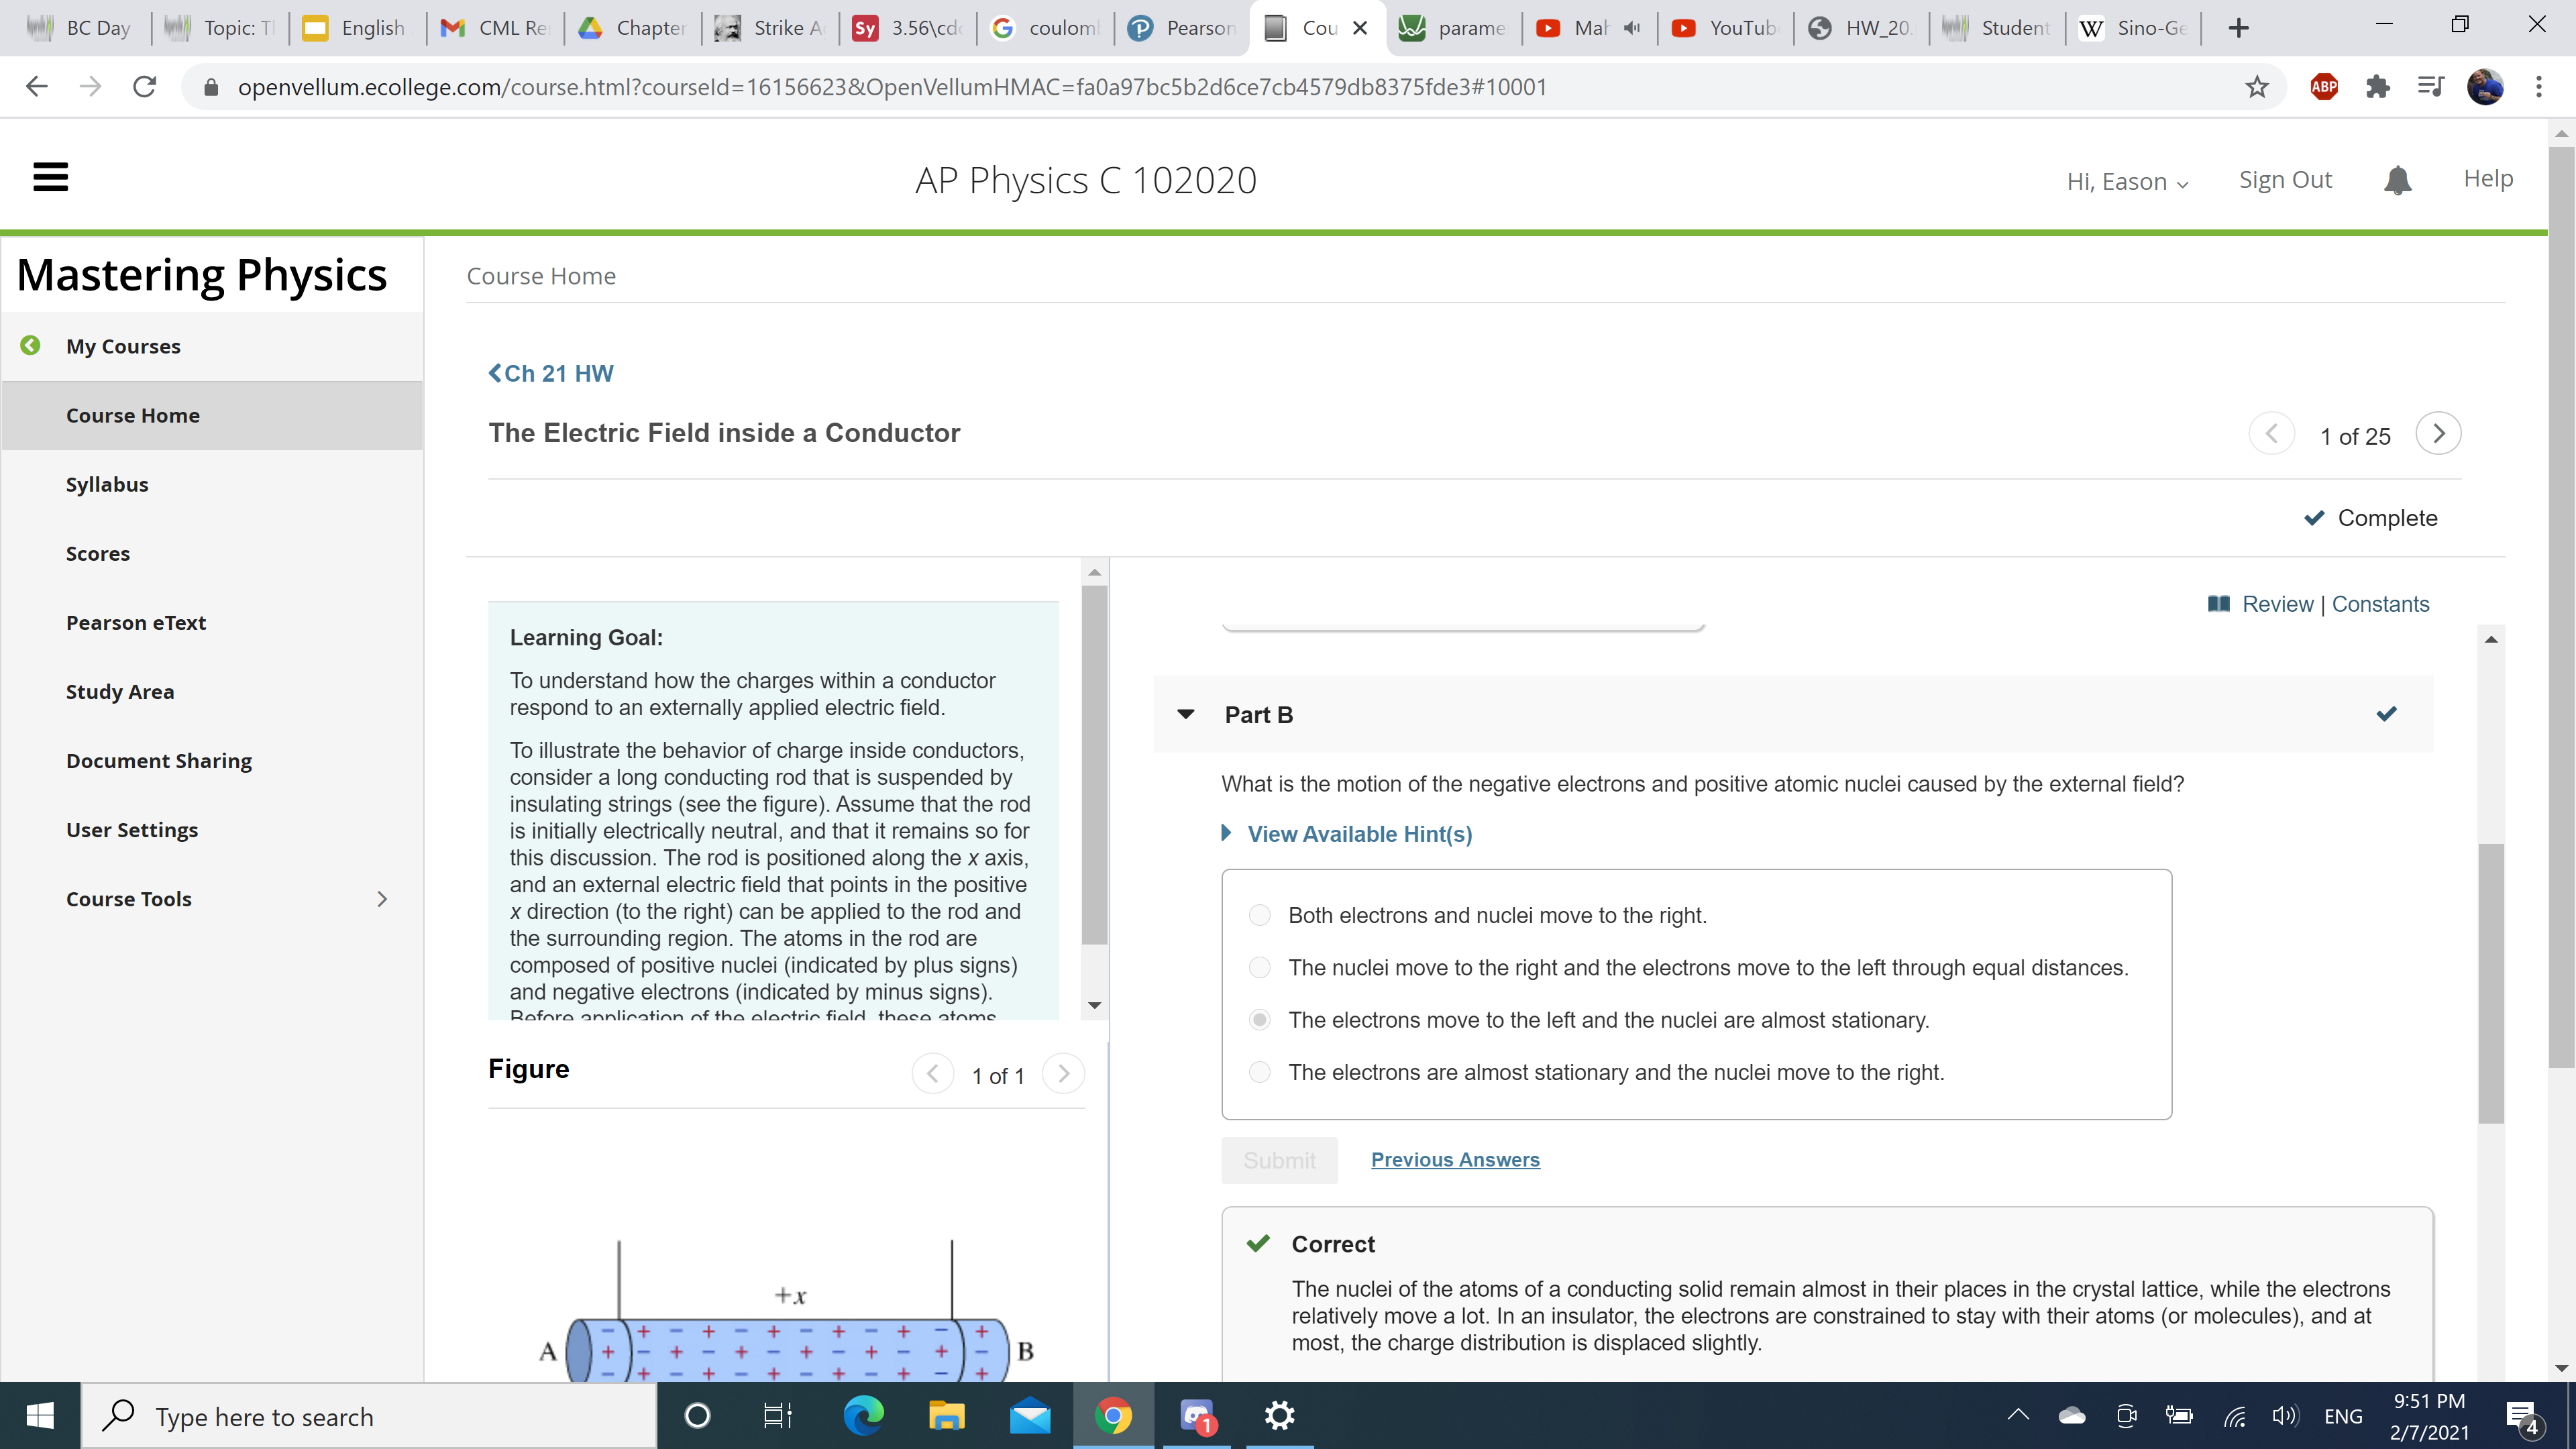 BC Day
Topic: T
English
CML Re
Chapter
Strike A
Sy 3.56\cd
coulom
Pearson
Cou
parame
Mah
YouTub
HW_20.
Student
W Sino-Ge
openvellum.ecollege.com/course.html?courseId=16156623&OpenVellumHMAC=fa0a97bc5b2d6ce7cb4579db8375fde3#10001
ABP
AP Physics C 102020
Hi, Eason
Sign Out
Help
Mastering Physics
My Courses
Course Home
Syllabus
Scores
Pearson eText
Study Area
Document Sharing
User Settings
Course Tools
Course Home
Ch 21 HW
The Electric Field inside a Conductor
1 of 25
Complete
Learning Goal:
To understand how the charges within a conductor
respond to an externally applied electric field.
To illustrate the behavior of charge inside conductors,
consider a long conducting rod that is suspended by
insulating strings (see the figure). Assume that the rod
is initially electrically neutral, and that it remains so for
this discussion. The rod is positioned along the x axis,
and an external electric field that points in the positive
x direction (to the right) can be applied to the rod and
the surrounding region. The atoms in the rod are
composed of positive nuclei (indicated by plus signs)
and negative electrons (indicated by minus signs).
Before application of the electric field, these atoms
Figure
1 of 1
+x
A
B
Review | Constants
Part B
What is the motion of the negative electrons and positive atomic nuclei caused by the external field?
View Available Hint(s)
Both electrons and nuclei move to the right.
The nuclei move to the right and the electrons move to the left through equal distances.
The electrons move to the left and the nuclei are almost stationary.
The electrons are almost stationary and the nuclei move to the right.
Submit
Previous Answers
Correct
The nuclei of the atoms of a conducting solid remain almost in their places in the crystal lattice, while the electrons
relatively move a lot. In an insulator, the electrons are constrained to stay with their atoms (or molecules), and at
most, the charge distribution is displaced slightly.
Type here to search
1
ENG
9:51 PM
2/7/2021
4